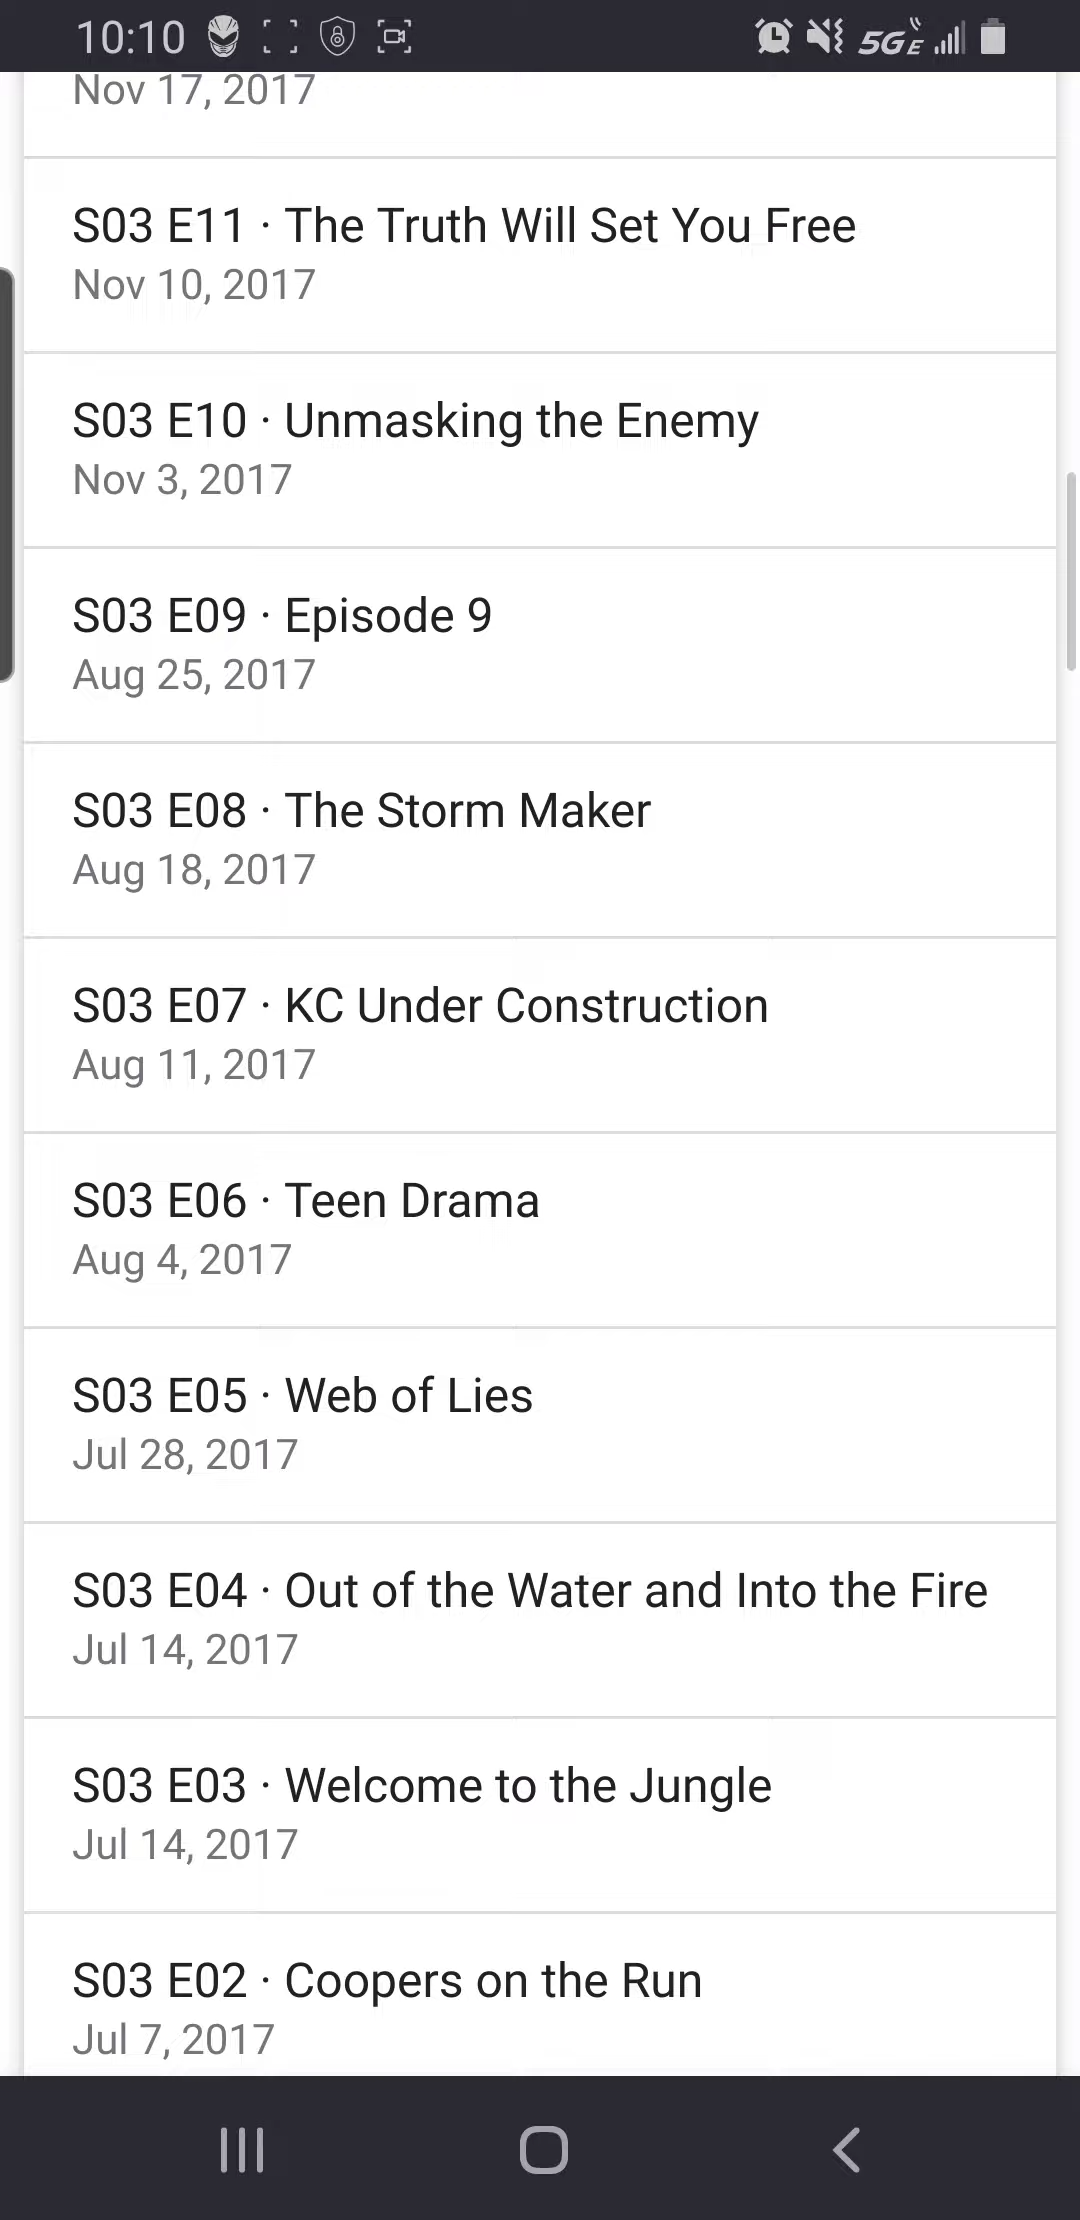 10:10 5GE
Nov 17, 2017
S03 E11 · The Truth Will Set You Free
Nov 10, 2017
S03 E10 · Unmasking the Enemy
Nov 3, 2017
S03 E09 · Episode 9
Aug 25, 2017
S03 E08 · The Storm Maker
Aug 18, 2017
S03 E07 · KC Under Construction
Aug 11, 2017
S03 E06 · Teen Drama
Aug 4, 2017
S03 E05 · Web of Lies
Jul 28, 2017
S03 E04 · Out of the Water and Into the Fire
Jul 14, 2017
S03 E03 · Welcome to the Jungle
Jul 14, 2017
S03 E02 · Coopers on the Run
Jul 7, 2017